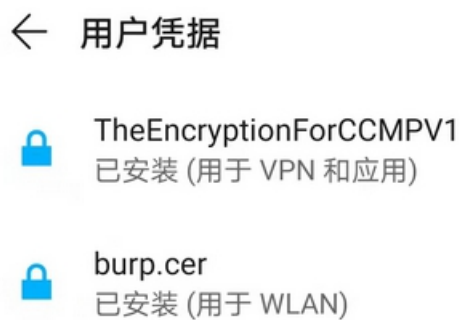 用户凭据
TheEncryptionForCCMPV1
已安装 (用于 VPN 和应用)
burp.cer
已安装 (用于 WLAN)